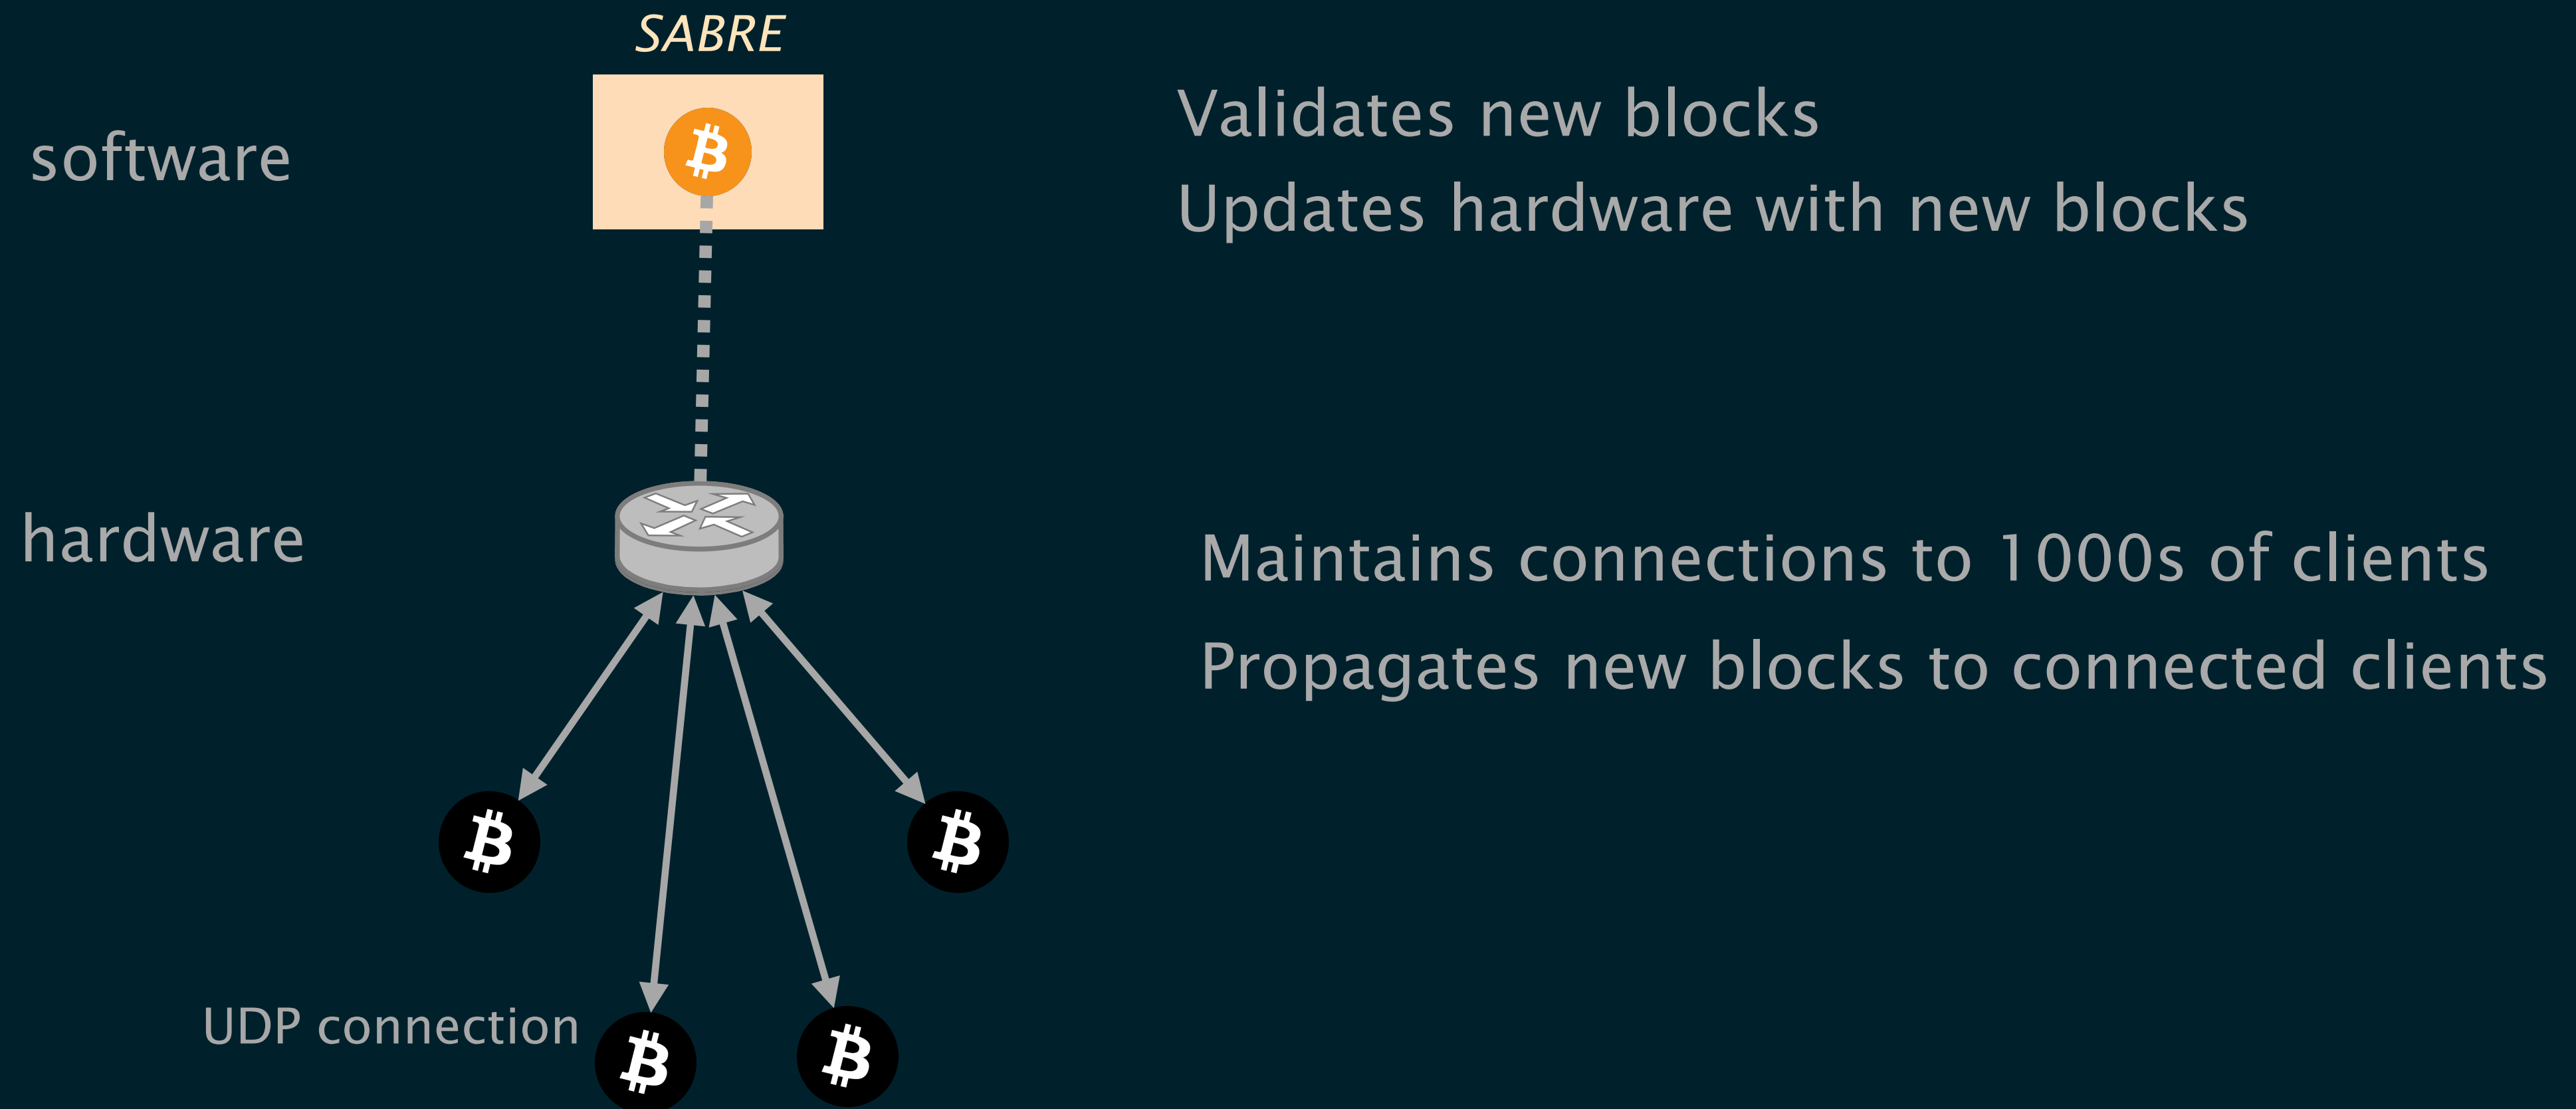 SABRE
software
Validates new blocks
Updates hardware with new blocks
hardware
Maintains connections to 1000s of clients
Propagates new blocks to connected clients
UDP connection